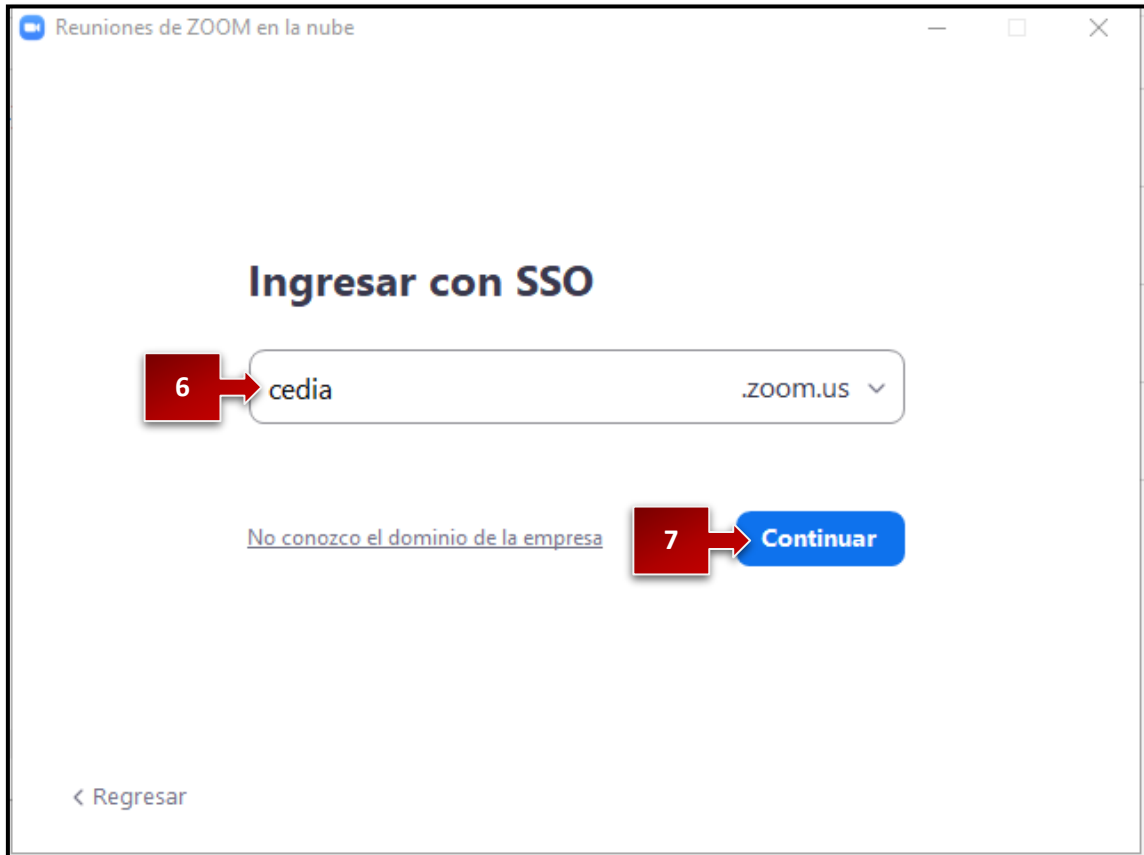 Reuniones de ZOOM en la nube
Ingresar con SSO
6
cedia .zoom.us
No conozco el dominio de la empresa
7
Continuar
Regresar